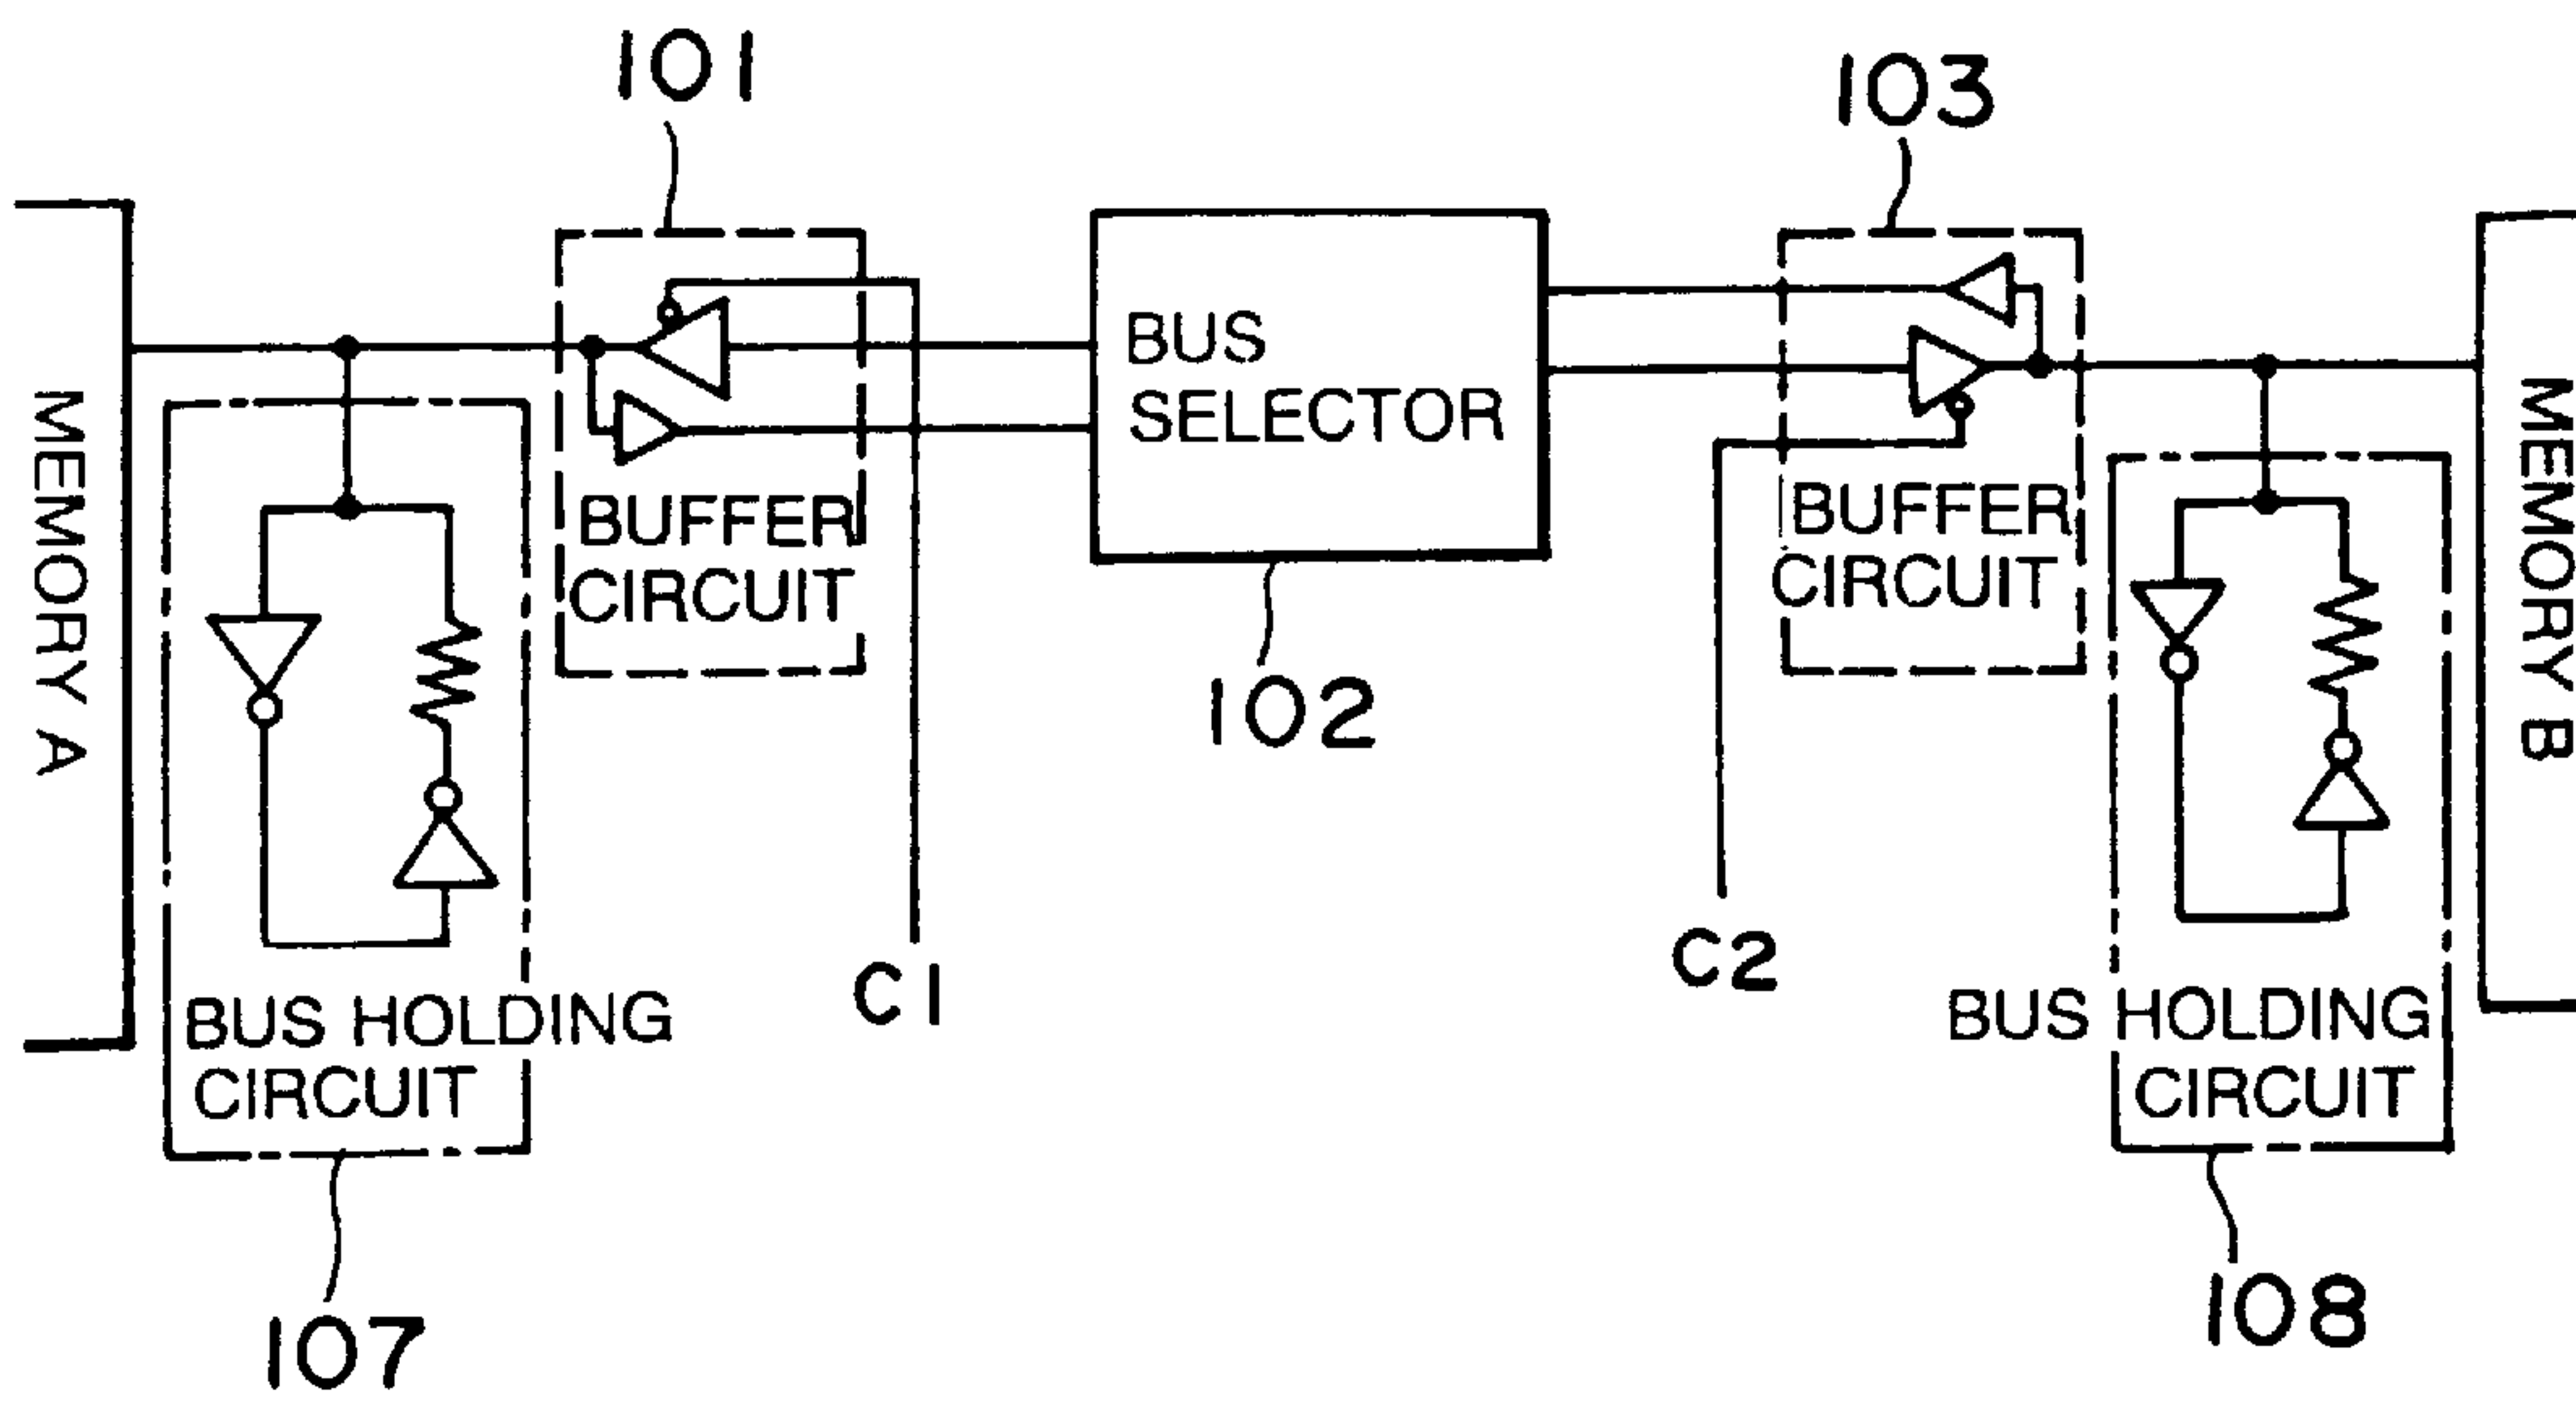 101
103
MEMORY A
BUS
SELECTOR
MEMORY B
BUFFER
CIRCUIT
BUFFER
CIRCUIT
102
C1
C2
BUS HOLDING
CIRCUIT
BUS HOLDING
CIRCUIT
107
108